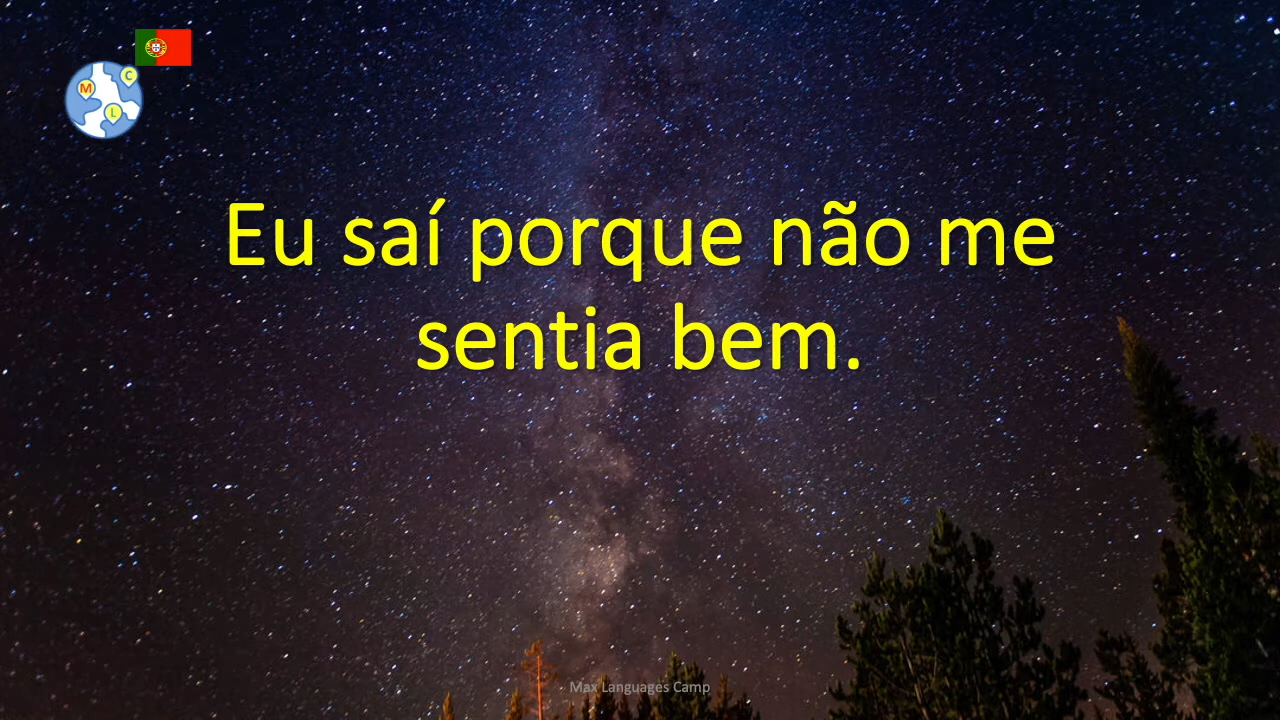 C
M
L
Eu saí porque não me
sentia bem.
Max Languages Camp